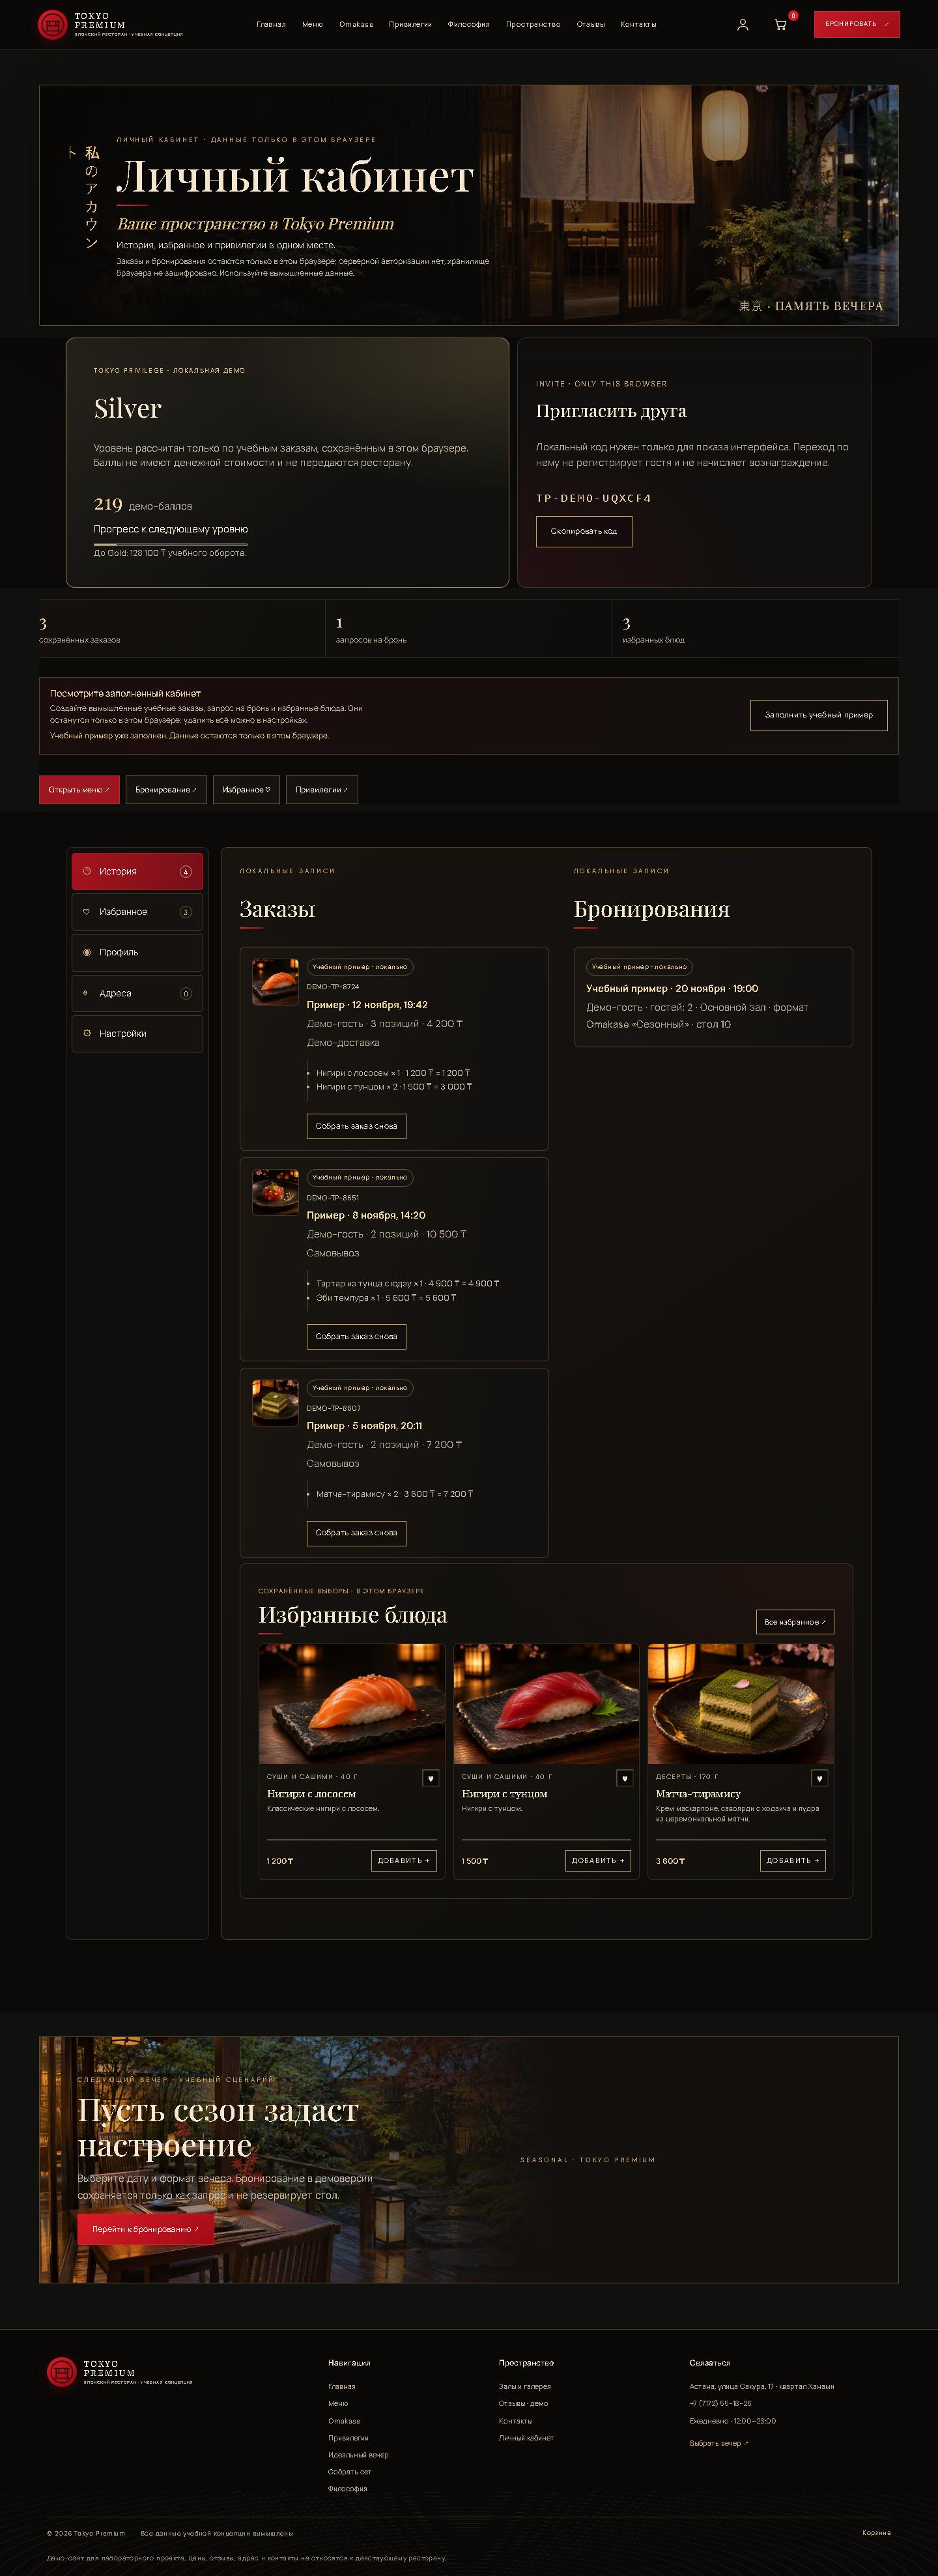 TOKYO
PREMIUM
ЯПОНСКИЙ РЕСТОРАН · УЧЕБНАЯ КОНЦЕПЦИЯ
Главная
Меню
Omakase
Привилегии
Философия
Пространство
Отзывы
Контакты
0
БРОНИРОВАТЬ ↗
私のアカウント
ЛИЧНЫЙ КАБИНЕТ · ДАННЫЕ ТОЛЬКО В ЭТОМ БРАУЗЕРЕ
Личный кабинет
Ваше пространство в Tokyo Premium
История, избранное и привилегии в одном месте.
Заказы и бронирования остаются только в этом браузере: серверной авторизации нет, хранилище
браузера не зашифровано. Используйте вымышленные данные.
東京 · ПАМЯТЬ ВЕЧЕРА
TOKYO PRIVILEGE · ЛОКАЛЬНАЯ ДЕМО
Silver
Уровень рассчитан только по учебным заказам, сохранённым в этом браузере.
Баллы не имеют денежной стоимости и не передаются ресторану.
219 демо-баллов
Прогресс к следующему уровню
До Gold: 128 100 ₸ учебного оборота.
INVITE · ONLY THIS BROWSER
Пригласить друга
Локальный код нужен только для показа интерфейса. Переход по
нему не регистрирует гостя и не начисляет вознаграждение.
TP-DEMO-UQXCF4
Скопировать код
3
сохранённых заказов
1
запросов на бронь
3
избранных блюд
Посмотрите заполненный кабинет
Создайте вымышленные учебные заказы, запрос на бронь и избранные блюда. Они
останутся только в этом браузере; удалить всё можно в настройках.
Учебный пример уже заполнен. Данные остаются только в этом браузере.
Заполнить учебный пример
Открыть меню ↗
Бронирование ↗
Избранное ♡
Привилегии ↗
История 4
Избранное 3
Профиль
Адреса 0
Настройки
ЛОКАЛЬНЫЕ ЗАПИСИ
Заказы
Учебный пример · локально
DEMO-TP-8724
Пример · 12 ноября, 19:42
Демо-гость · 3 позиций · 4 200 ₸
Демо-доставка
Нигири с лососем × 1 · 1 200 ₸ = 1 200 ₸
Нигири с тунцом × 2 · 1 500 ₸ = 3 000 ₸
Собрать заказ снова
Учебный пример · локально
DEMO-TP-8651
Пример · 8 ноября, 14:20
Демо-гость · 2 позиций · 10 500 ₸
Самовывоз
Тартар из тунца с юдзу × 1 · 4 900 ₸ = 4 900 ₸
Эби темпура × 1 · 5 600 ₸ = 5 600 ₸
Собрать заказ снова
Учебный пример · локально
DEMO-TP-8607
Пример · 5 ноября, 20:11
Демо-гость · 2 позиций · 7 200 ₸
Самовывоз
Матча-тирамису × 2 · 3 600 ₸ = 7 200 ₸
Собрать заказ снова
ЛОКАЛЬНЫЕ ЗАПИСИ
Бронирования
Учебный пример · локально
Учебный пример · 20 ноября · 19:00
Демо-гость · гостей: 2 · Основной зал · формат
Omakase «Сезонный» · стол 10
СОХРАНЁННЫЕ ВЫБОРЫ · В ЭТОМ БРАУЗЕРЕ
Избранные блюда
Все избранное ↗
СУШИ И САШИМИ · 40 Г
Нигири с лососем
Классические нигири с лососем.
1 200 ₸
ДОБАВИТЬ +
СУШИ И САШИМИ · 40 Г
Нигири с тунцом
Нигири с тунцом.
1 500 ₸
ДОБАВИТЬ +
ДЕСЕРТЫ · 170 Г
Матча-тирамису
Крем маскарпоне, савоярди с ходзича и пудра
из церемониальной матчи.
3 600 ₸
ДОБАВИТЬ +
СЛЕДУЮЩИЙ ВЕЧЕР · УЧЕБНЫЙ СЦЕНАРИЙ
Пусть сезон задаст
настроение
Выберите дату и формат вечера. Бронирование в демоверсии
сохраняется только как запрос и не резервирует стол.
Перейти к бронированию ↗
SEASONAL · TOKYO PREMIUM
TOKYO
PREMIUM
ЯПОНСКИЙ РЕСТОРАН · УЧЕБНАЯ КОНЦЕПЦИЯ
Навигация
Главная
Меню
Omakase
Привилегии
Идеальный вечер
Собрать сет
Философия
Пространство
Залы и галерея
Отзывы · демо
Контакты
Личный кабинет
Связаться
Астана, улица Сакура, 17 · квартал Ханами
+7 (7172) 55-18-26
Ежедневно · 12:00–23:00
Выбрать вечер ↗
© 2026 Tokyo Premium
Все данные учебной концепции вымышлены
Корзина
Демо-сайт для лабораторного проекта. Цены, отзывы, адрес и контакты не относятся к действующему ресторану.